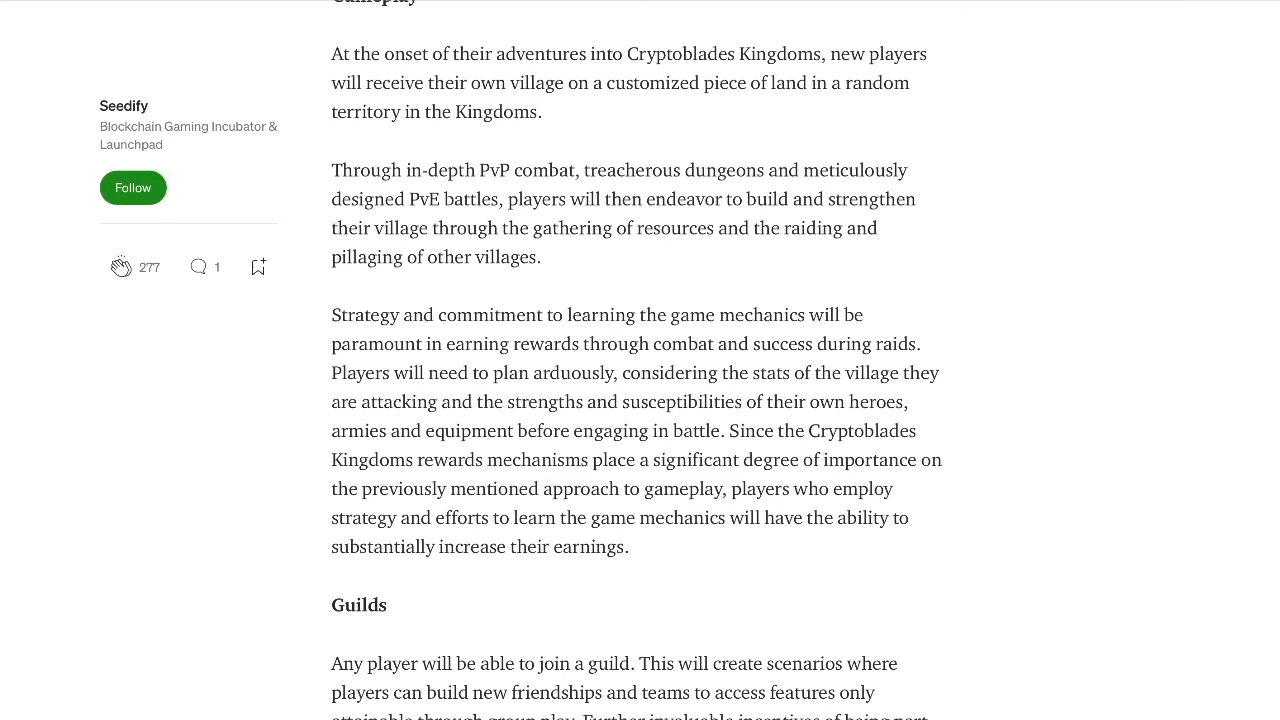 Gameplay
Seedify
Blockchain Gaming Incubator &
Launchpad
Follow
277
1
At the onset of their adventures into Cryptoblades Kingdoms, new players
will receive their own village on a customized piece of land in a random
territory in the Kingdoms.
Through in-depth PvP combat, treacherous dungeons and meticulously
designed PvE battles, players will then endeavor to build and strengthen
their village through the gathering of resources and the raiding and
pillaging of other villages.
Strategy and commitment to learning the game mechanics will be
paramount in earning rewards through combat and success during raids.
Players will need to plan arduously, considering the stats of the village they
are attacking and the strengths and susceptibilities of their own heroes,
armies and equipment before engaging in battle. Since the Cryptoblades
Kingdoms rewards mechanisms place a significant degree of importance on
the previously mentioned approach to gameplay, players who employ
strategy and efforts to learn the game mechanics will have the ability to
substantially increase their earnings.
Guilds
Any player will be able to join a guild. This will create scenarios where
players can build new friendships and teams to access features only
attainable through group play. Further invaluable incentives of being part